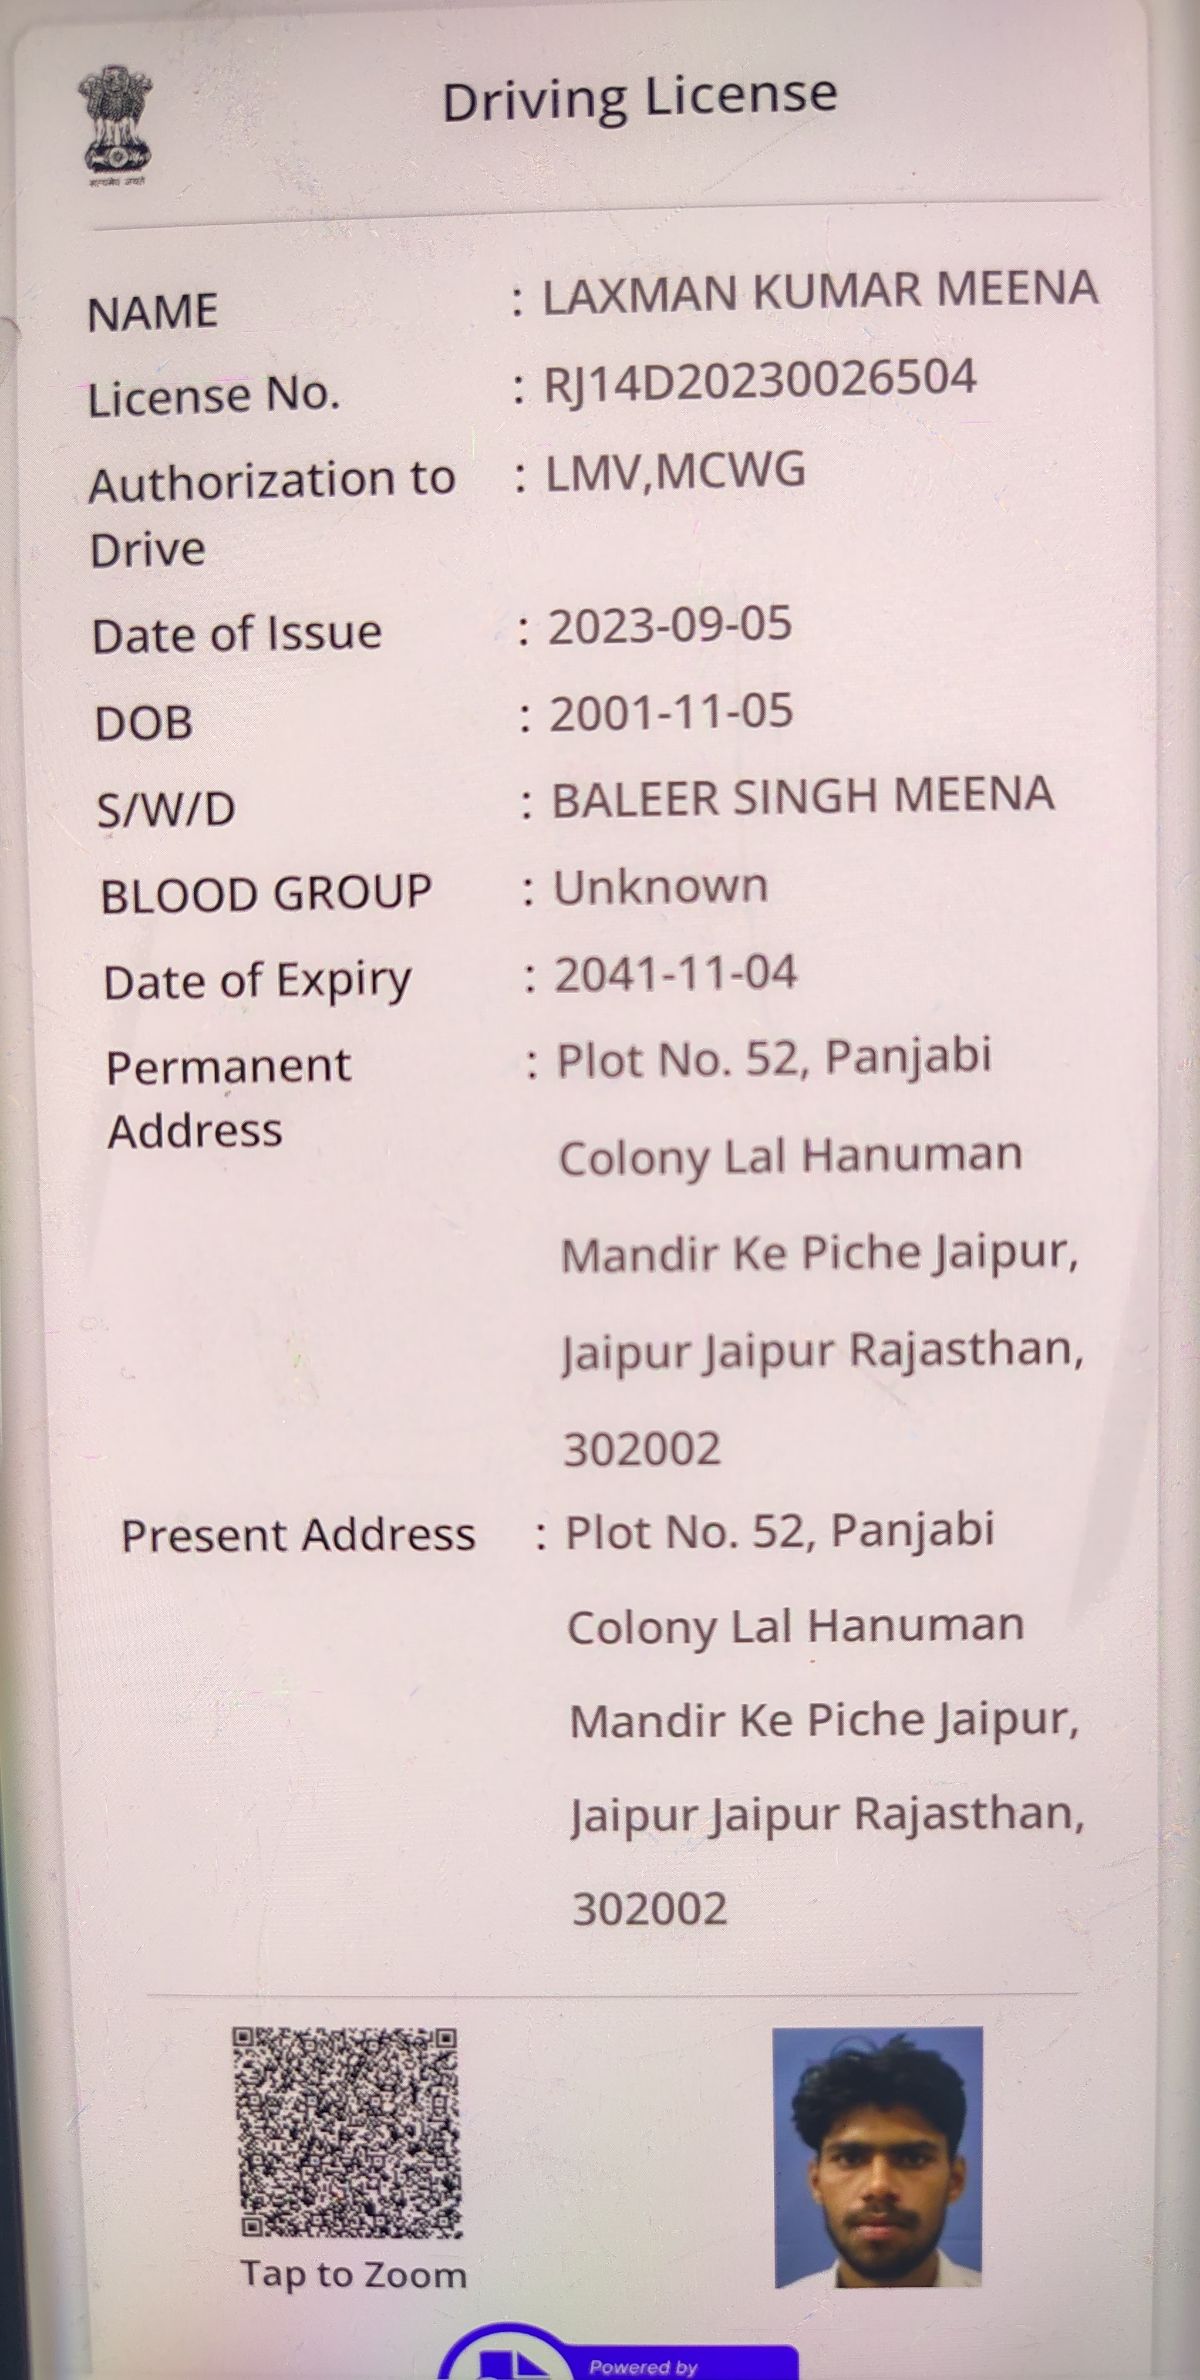 Driving License
NAME : LAXMAN KUMAR MEENA
License No. : RJ14D20230026504
Authorization to : LMV,MCWG
Drive
Date of Issue : 2023-09-05
DOB : 2001-11-05
S/W/D : BALEER SINGH MEENA
BLOOD GROUP : Unknown
Date of Expiry : 2041-11-04
Permanent : Plot No. 52, Panjabi
Address
Colony Lal Hanuman
Mandir Ke Piche Jaipur,
Jaipur Jaipur Rajasthan,
302002
Present Address : Plot No. 52, Panjabi
Colony Lal Hanuman
Mandir Ke Piche Jaipur,
Jaipur Jaipur Rajasthan,
302002
Tap to Zoom
Powered by